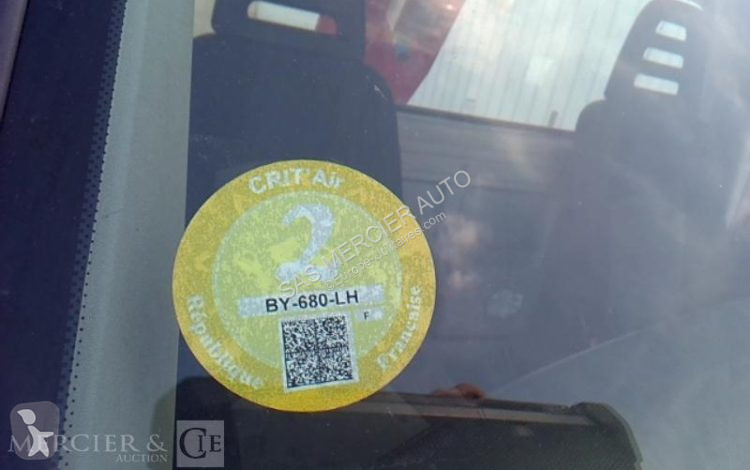 CRIT'Air
2
BY-680-LH
F
République Française
SAS MERCIER AUTO
MERCIER & CIE
AUCTION